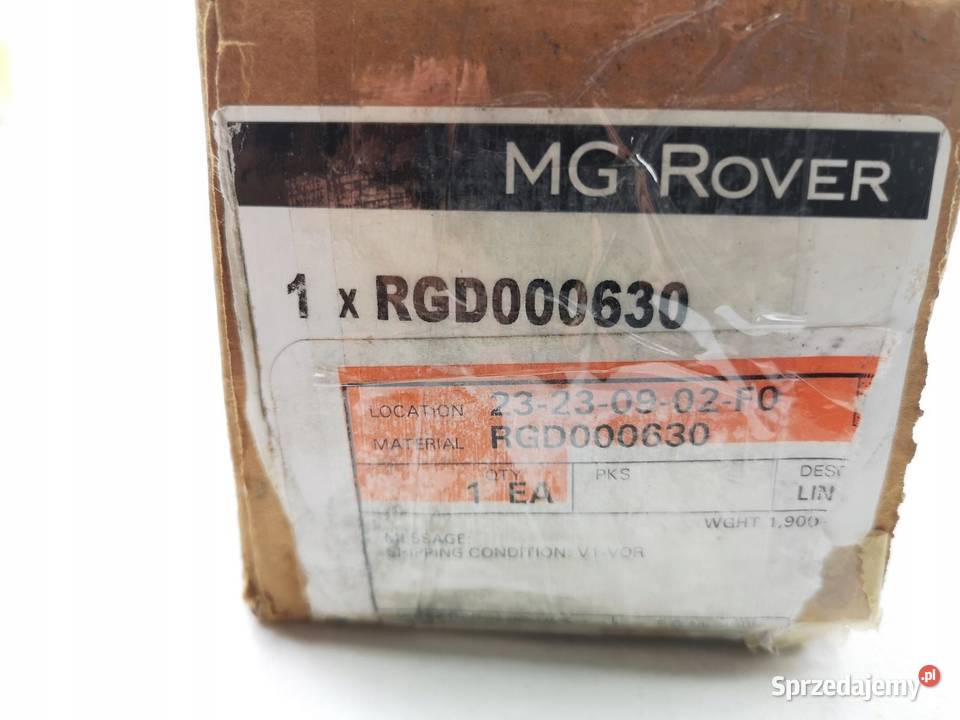 MG ROVER
1 x RGD000630
LOCATION 23-23-09-02-F0
MATERIAL RGD000630
QTY PKS DESC
1 EA LIN
WGHT 1,900
MESSAGE:
SHIPPING CONDITION: V1-VOR
Sprzedajemy.pl